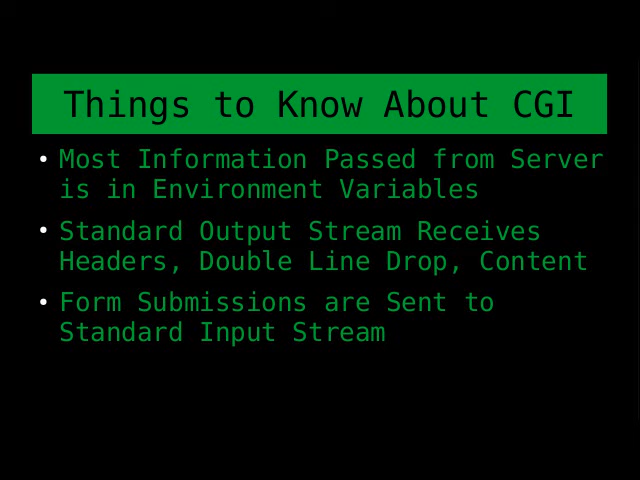 Things to Know About CGI
• Most Information Passed from Server
is in Environment Variables
• Standard Output Stream Receives
Headers, Double Line Drop, Content
• Form Submissions are Sent to
Standard Input Stream